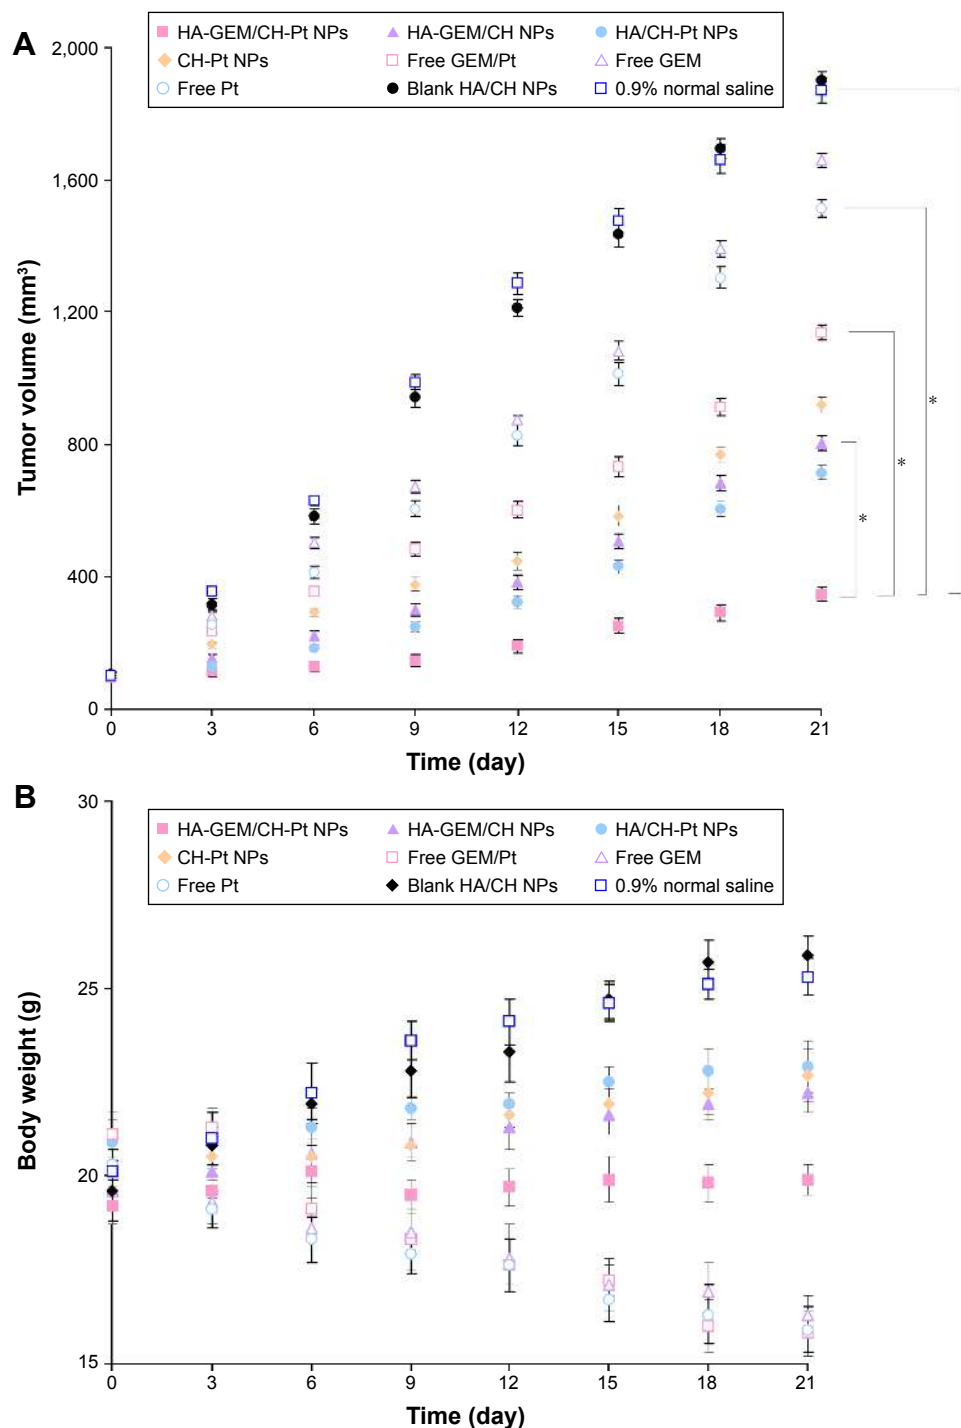 A
HA-GEM/CH-Pt NPs HA-GEM/CH NPs HA/CH-Pt NPs
CH-Pt NPs Free GEM/Pt Free GEM
Free Pt Blank HA/CH NPs 0.9% normal saline
2,000
1,600
1,200
800
400
0
Tumor volume (mm³)
*
*
*
0 3 6 9 12 15 18 21
Time (day)
B
HA-GEM/CH-Pt NPs HA-GEM/CH NPs HA/CH-Pt NPs
CH-Pt NPs Free GEM/Pt Free GEM
Free Pt Blank HA/CH NPs 0.9% normal saline
30
25
20
15
Body weight (g)
0 3 6 9 12 15 18 21
Time (day)